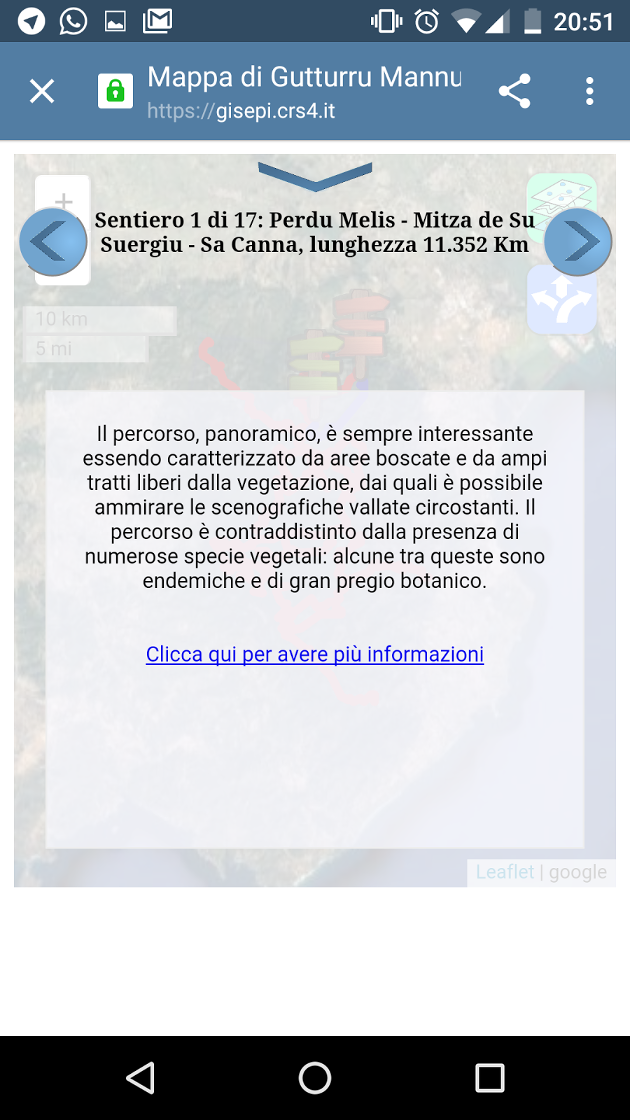 20:51
Mappa di Gutturru Mannu
https://gisepi.crs4.it
+
Sentiero 1 di 17: Perdu Melis - Mitza de Su
Suergiu - Sa Canna, lunghezza 11.352 Km
10 km
5 mi
Il percorso, panoramico, è sempre interessante
essendo caratterizzato da aree boscate e da ampi
tratti liberi dalla vegetazione, dai quali è possibile
ammirare le scenografiche vallate circostanti. Il
percorso è contraddistinto dalla presenza di
numerose specie vegetali: alcune tra queste sono
endemiche e di gran pregio botanico.
Clicca qui per avere più informazioni
Leaflet | google